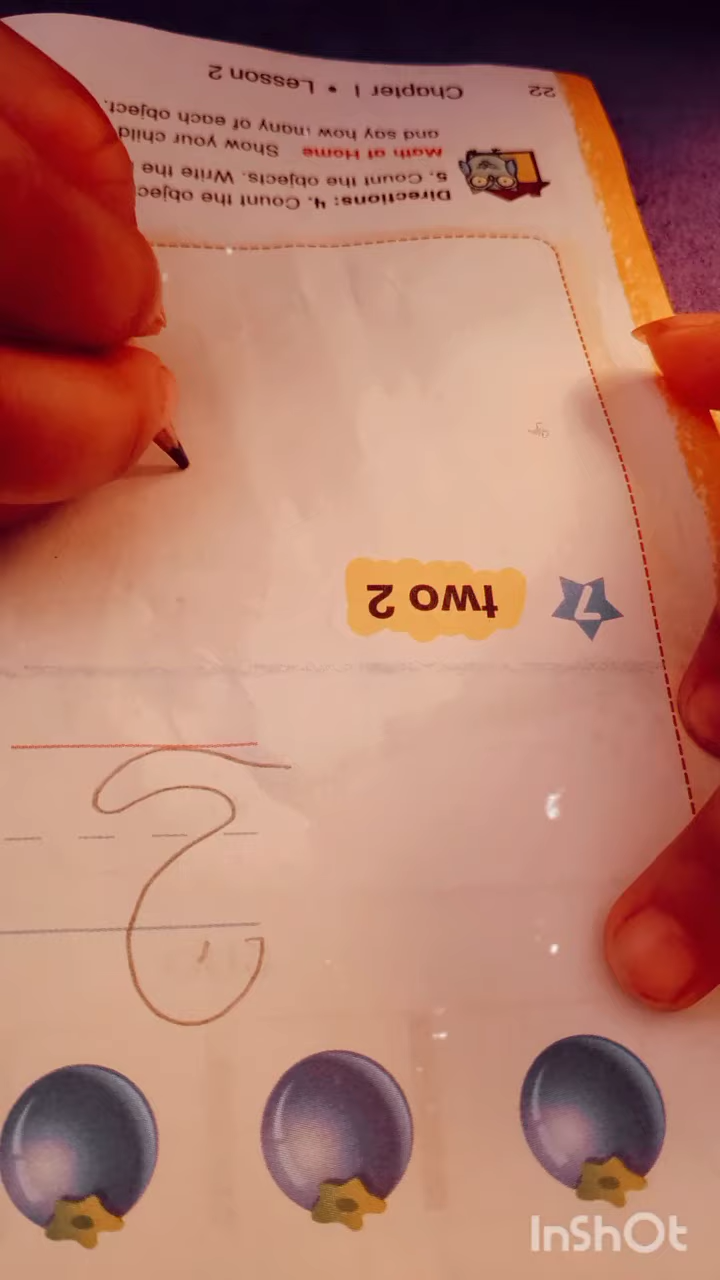 2
7 two 2
Directions: 4. Count the objec
5. Count the objects. Write the
Math at Home Show your child
and say how many of each object.
22 Chapter 1 • Lesson 2
InShOt